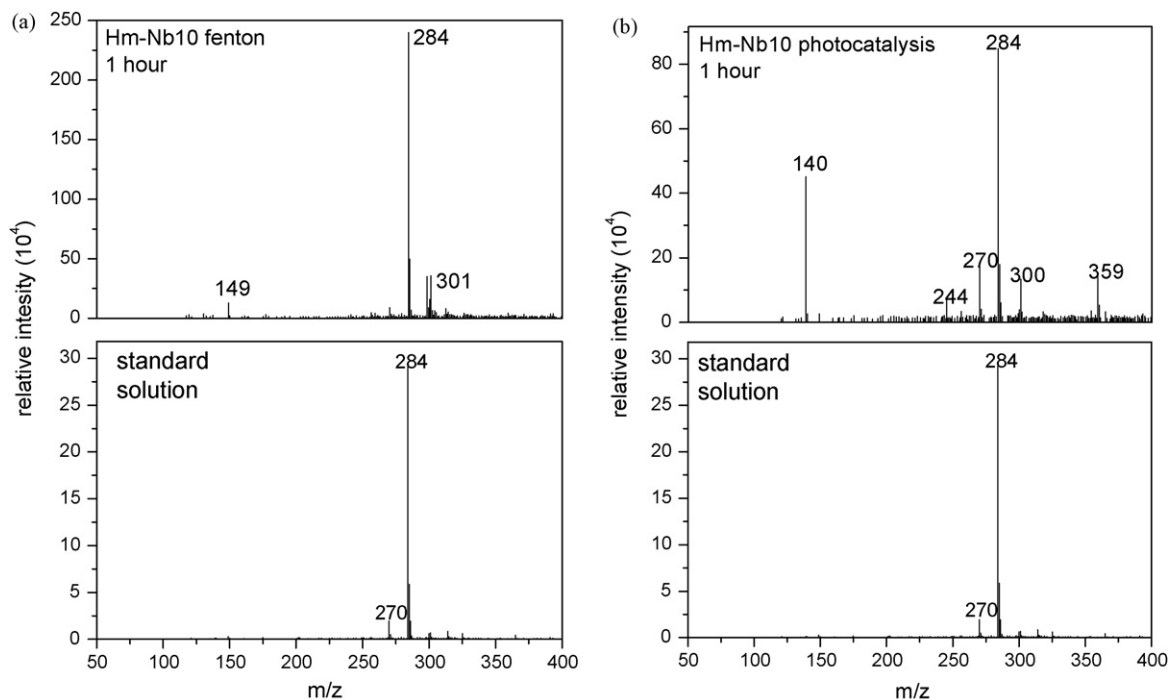 (a)
Hm-Nb10 fenton
1 hour
284
149
301
250
200
150
100
50
0
relative intesity (10⁴)
standard
solution
284
270
30
25
20
15
10
5
0
50 100 150 200 250 300 350 400
m/z
(b)
Hm-Nb10 photocatalysis
1 hour
284
140
270
244
300
359
80
60
40
20
0
relative intensity (10⁴)
standard
solution
284
270
30
25
20
15
10
5
0
50 100 150 200 250 300 350 400
m/z